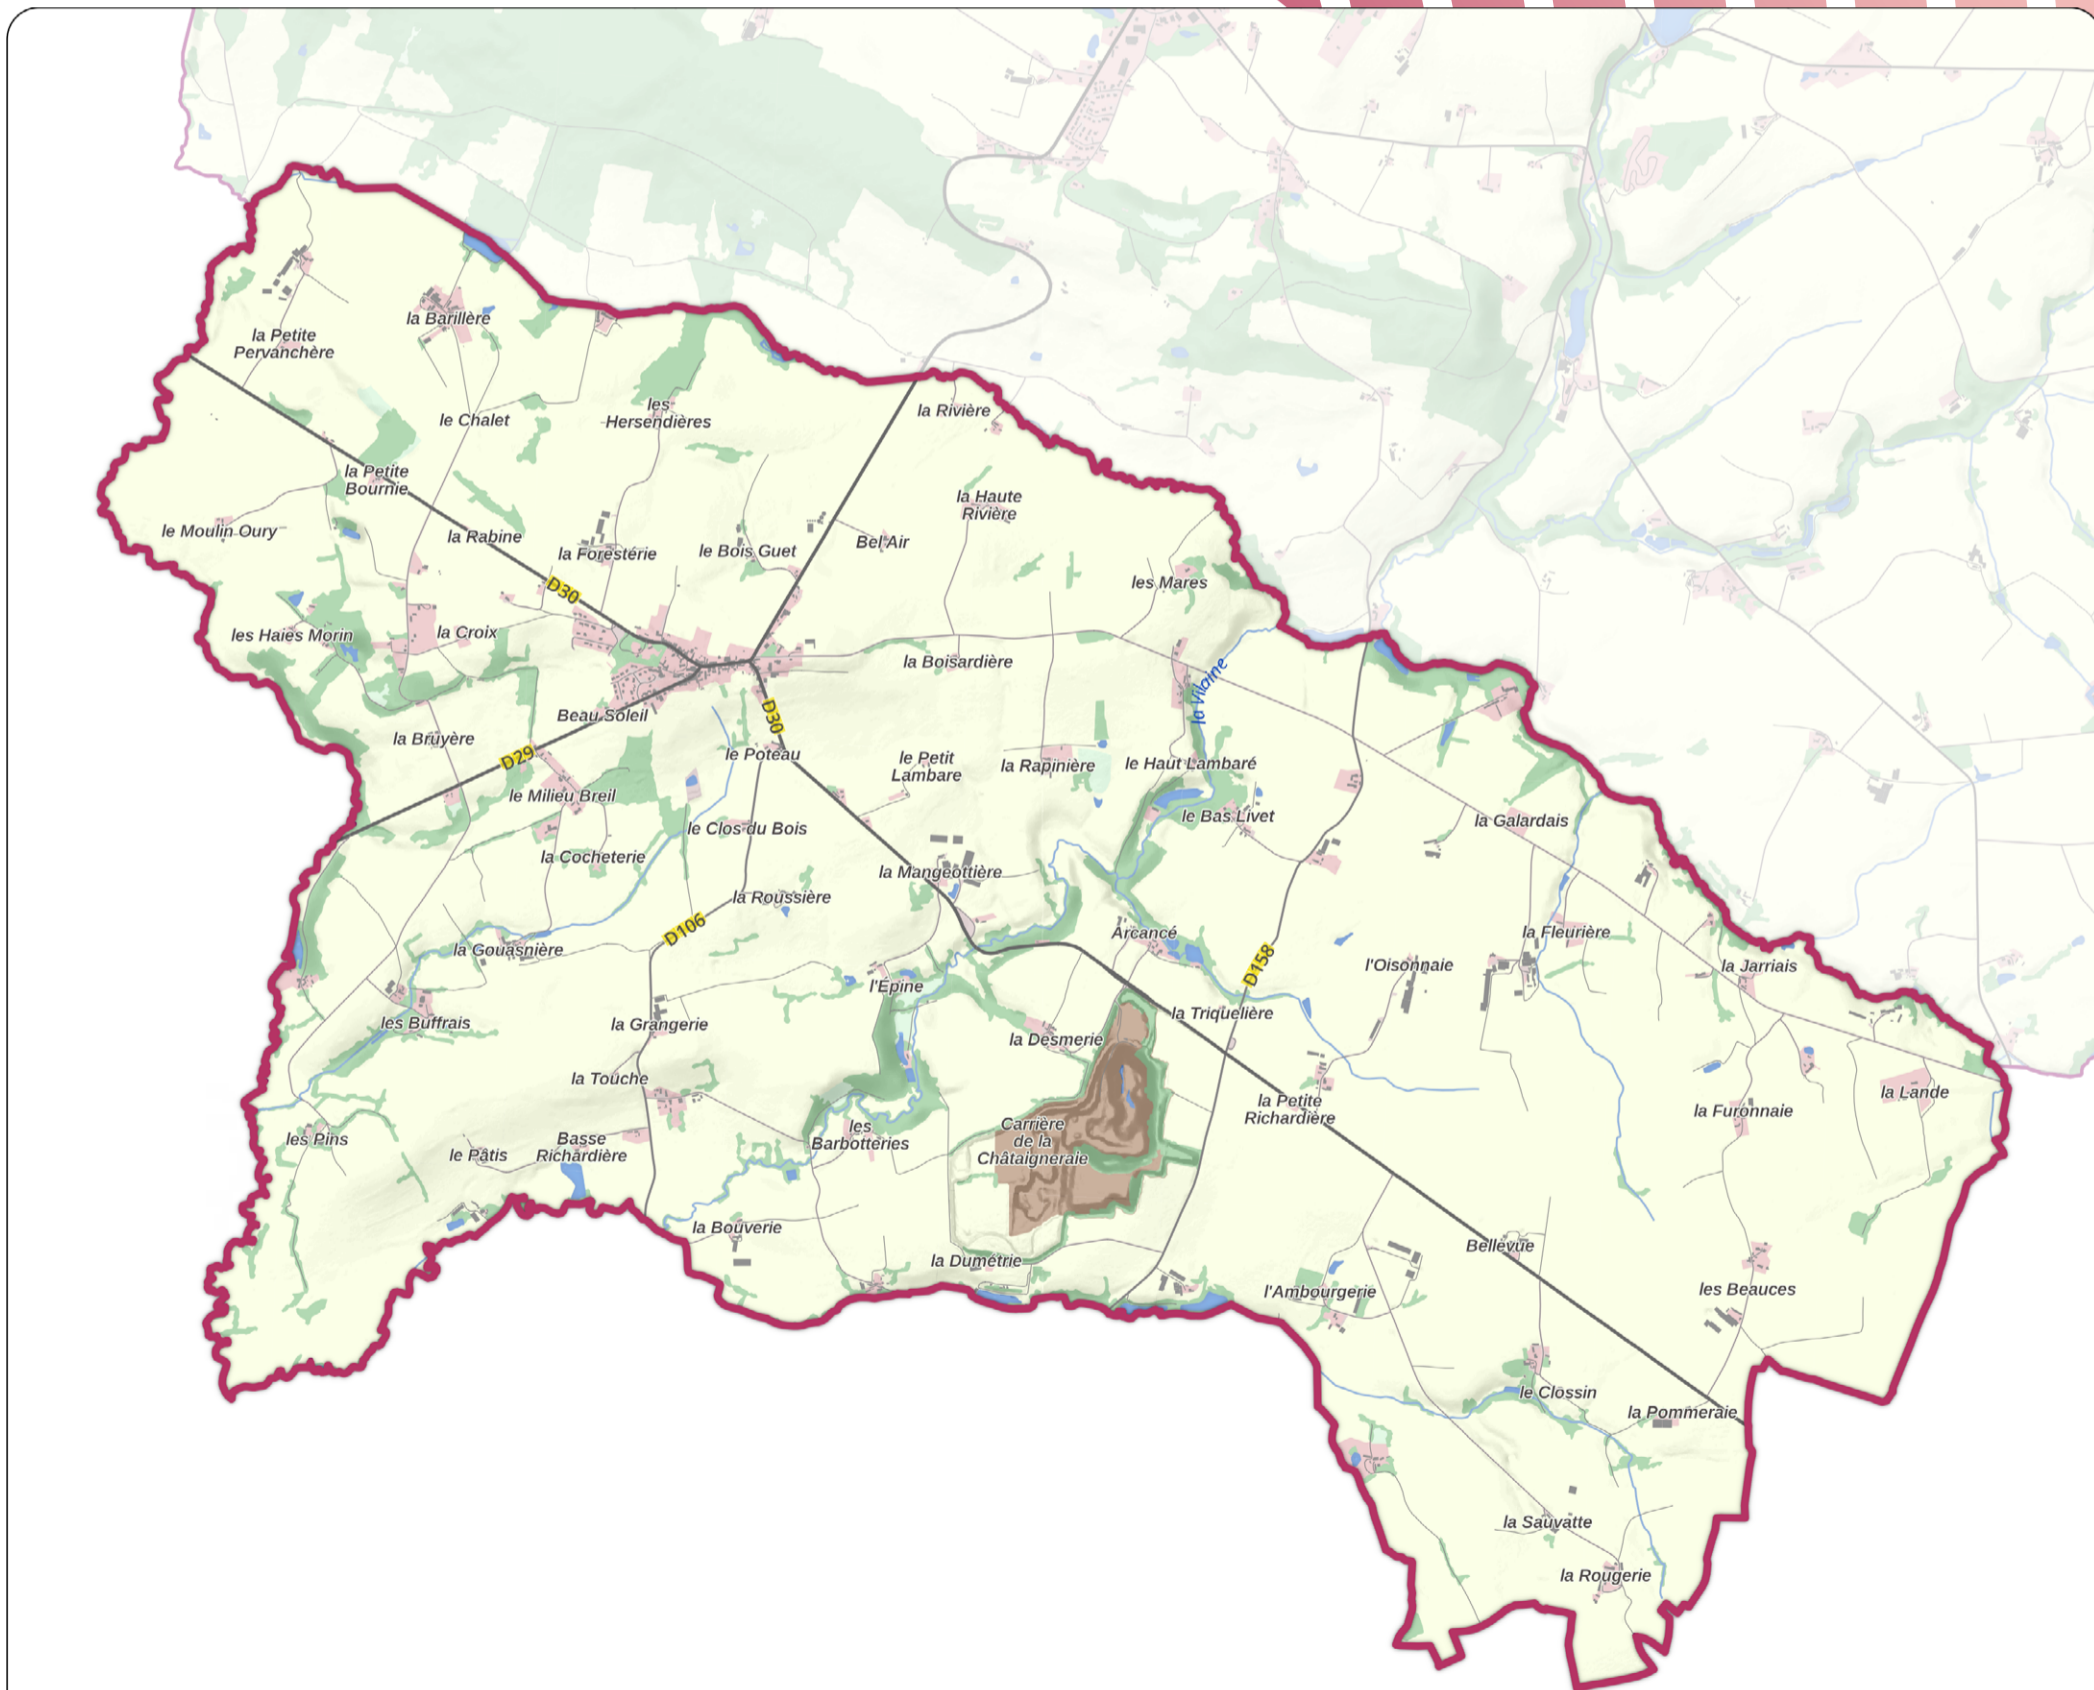 la Petite
Pervanchère
la Barillère
le Chalet
les
Hersendières
la Rivière
la Petite
Bournie
la Haute
Rivière
le Moulin Oury
la Rabine
la Forestérie
le Bois Guet
Bel Air
les Mares
D30
les Haies Morin
la Croix
la Boisardière
la Vilaine
Beau Soleil
D30
la Bruyère
D29
le Poteau
le Petit
Lambare
la Rapinière
le Haut Lambaré
le Milieu Breil
le Clos du Bois
le Bas Livet
la Galardais
la Cocheterie
la Mangeottière
la Roussière
D106
l'
Arcancé
la Fleurière
la Gouasnière
D158
l'Oisonnaie
la Jarriais
l'Épine
les Buffrais
la Grangerie
la Desmerie
la Triquelière
la Touche
la Petite
Richardière
la Furonnaie
la Lande
les Pins
le Pâtis
Basse
Richardière
les
Barbotteries
Carrière
de la
Châtaigneraie
la Bouverie
la Dumétrie
Bellevue
l'Ambourgerie
les Beauces
le Clossin
la Pommeraie
la Sauvatte
la Rougerie